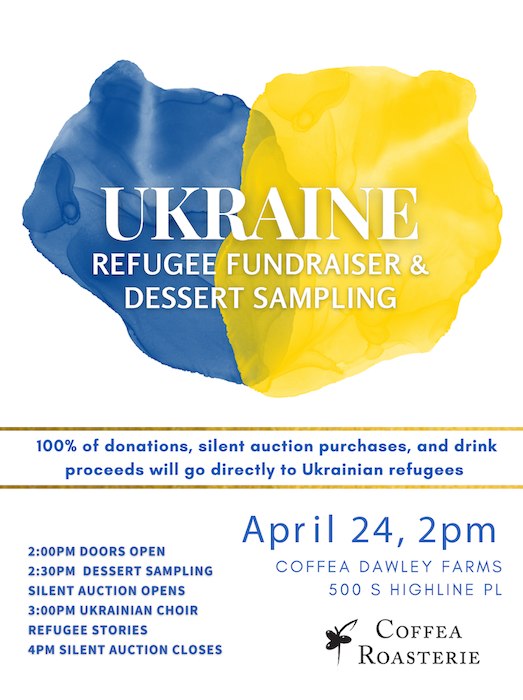 UKRAINE
REFUGEE FUNDRAISER &
DESSERT SAMPLING
100% of donations, silent auction purchases, and drink
proceeds will go directly to Ukrainian refugees
April 24, 2pm
COFFEA DAWLEY FARMS
500 S HIGHLINE PL
2:00PM DOORS OPEN
2:30PM DESSERT SAMPLING
SILENT AUCTION OPENS
3:00PM UKRAINIAN CHOIR
REFUGEE STORIES
4PM SILENT AUCTION CLOSES
COFFEA
ROASTERIE